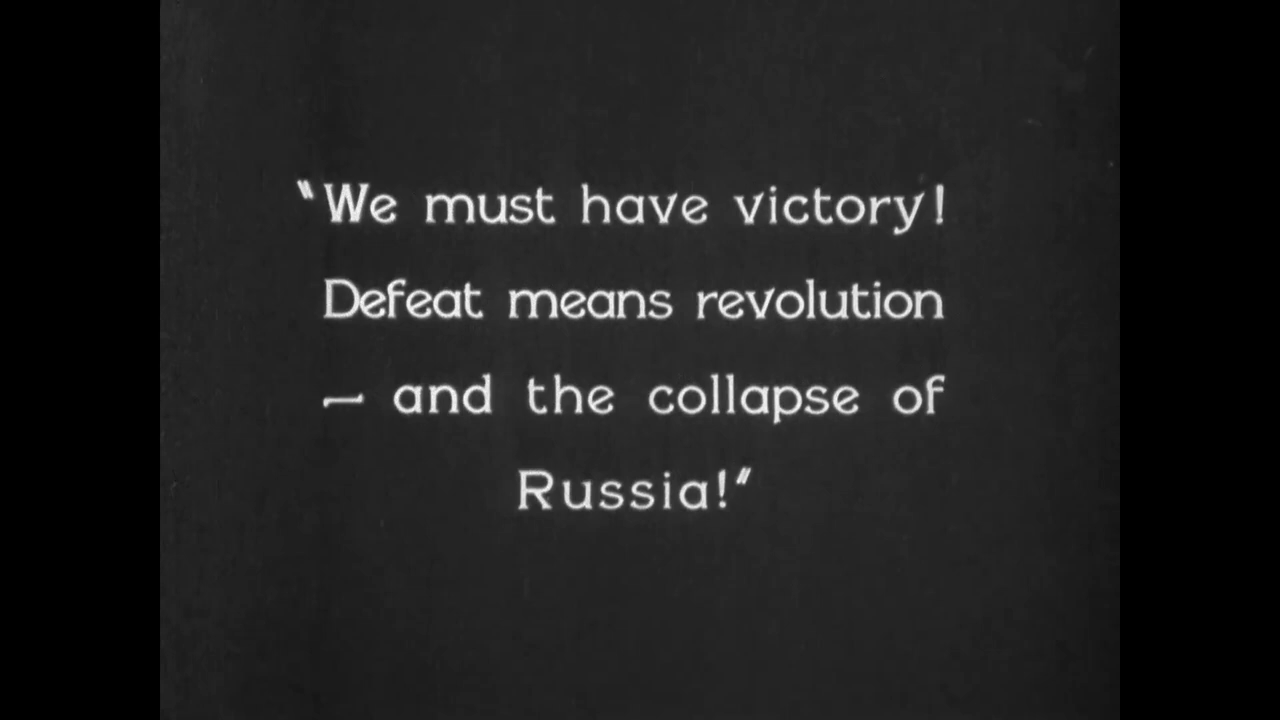 "We must have victory!
Defeat means revolution
— and the collapse of
Russia!"